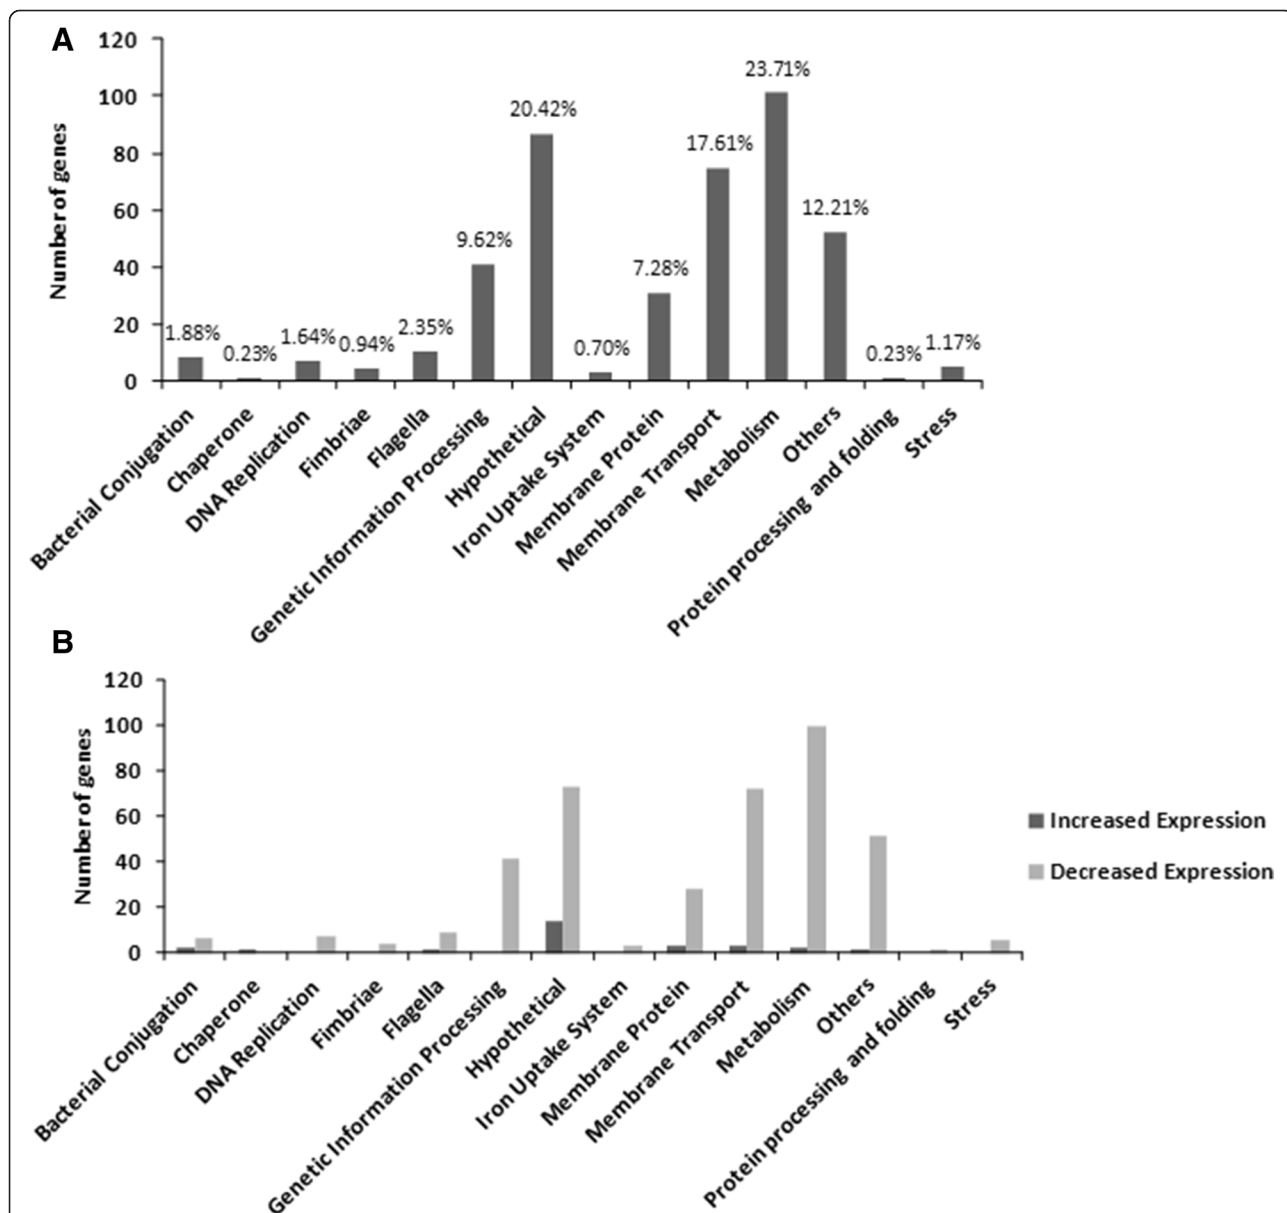 A
Number of genes
120
100
80
60
40
20
0
1.88%
0.23%
1.64%
0.94%
2.35%
9.62%
20.42%
0.70%
7.28%
17.61%
23.71%
12.21%
0.23%
1.17%
Bacterial Conjugation
Chaperone
DNA Replication
Fimbriae
Flagella
Genetic Information Processing
Hypothetical
Iron Uptake System
Membrane Protein
Membrane Transport
Metabolism
Others
Protein processing and folding
Stress
B
Number of genes
120
100
80
60
40
20
0
Increased Expression
Decreased Expression
Bacterial Conjugation
Chaperone
DNA Replication
Fimbriae
Flagella
Genetic Information Processing
Hypothetical
Iron Uptake System
Membrane Protein
Membrane Transport
Metabolism
Others
Protein processing and folding
Stress